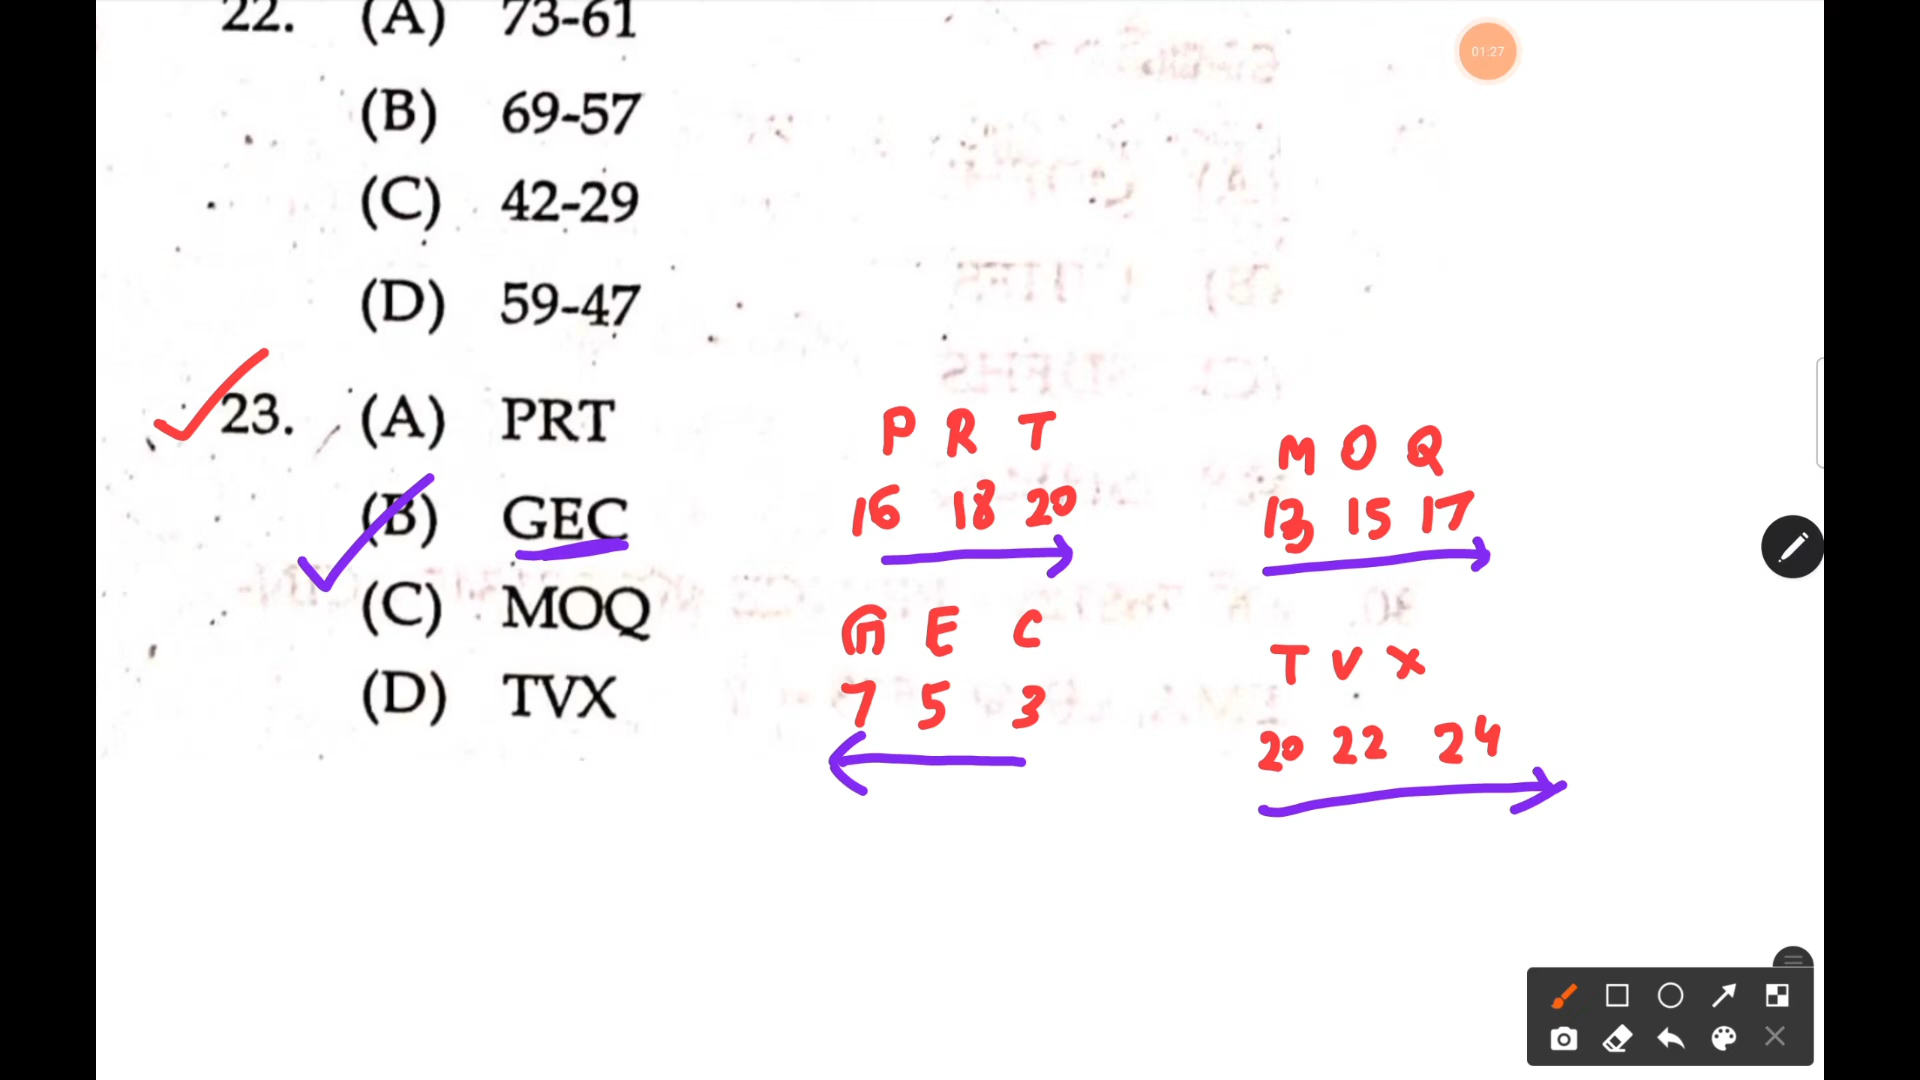 22. (A) 73-61
01:27
(B) 69-57
(C) 42-29
(D) 59-47
23. (A) PRT
(B) GEC
(C) MOQ
(D) TVX
P R T
16 18 20
G E C
7 5 3
M O Q
13 15 17
T V X
20 22 24